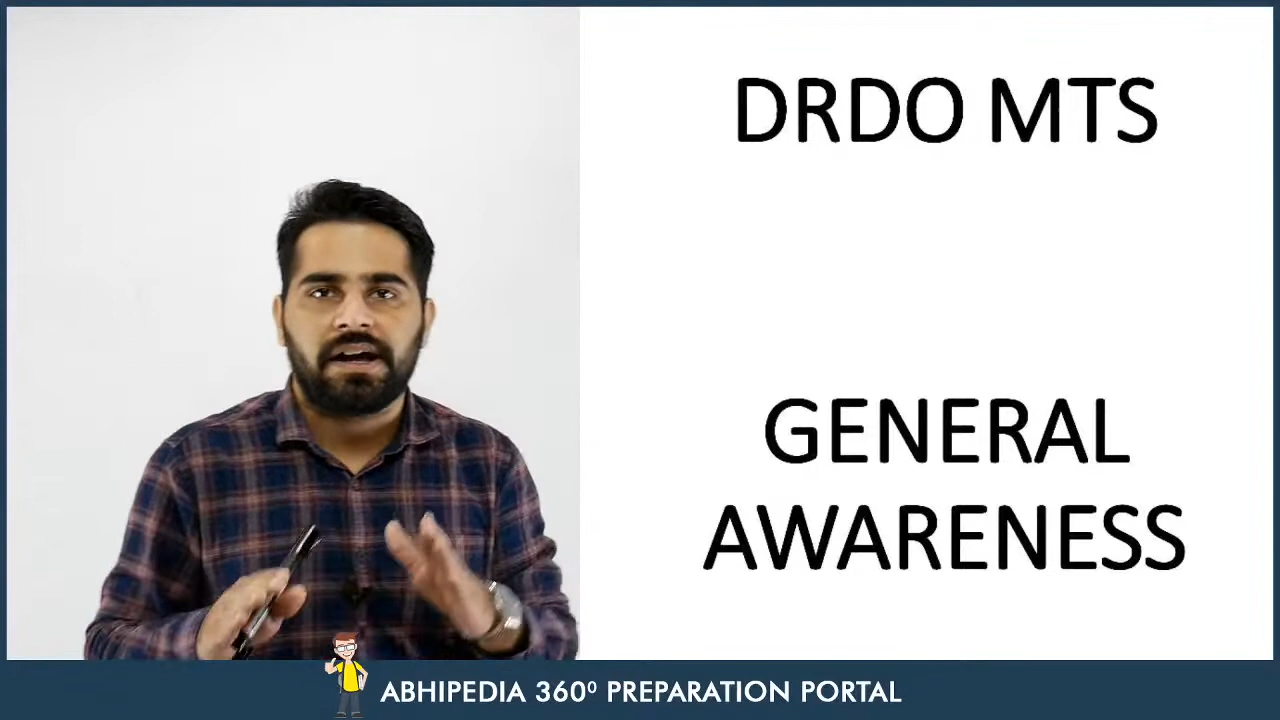 DRDO MTS
GENERAL
AWARENESS
ABHIPEDIA 360⁰ PREPARATION PORTAL